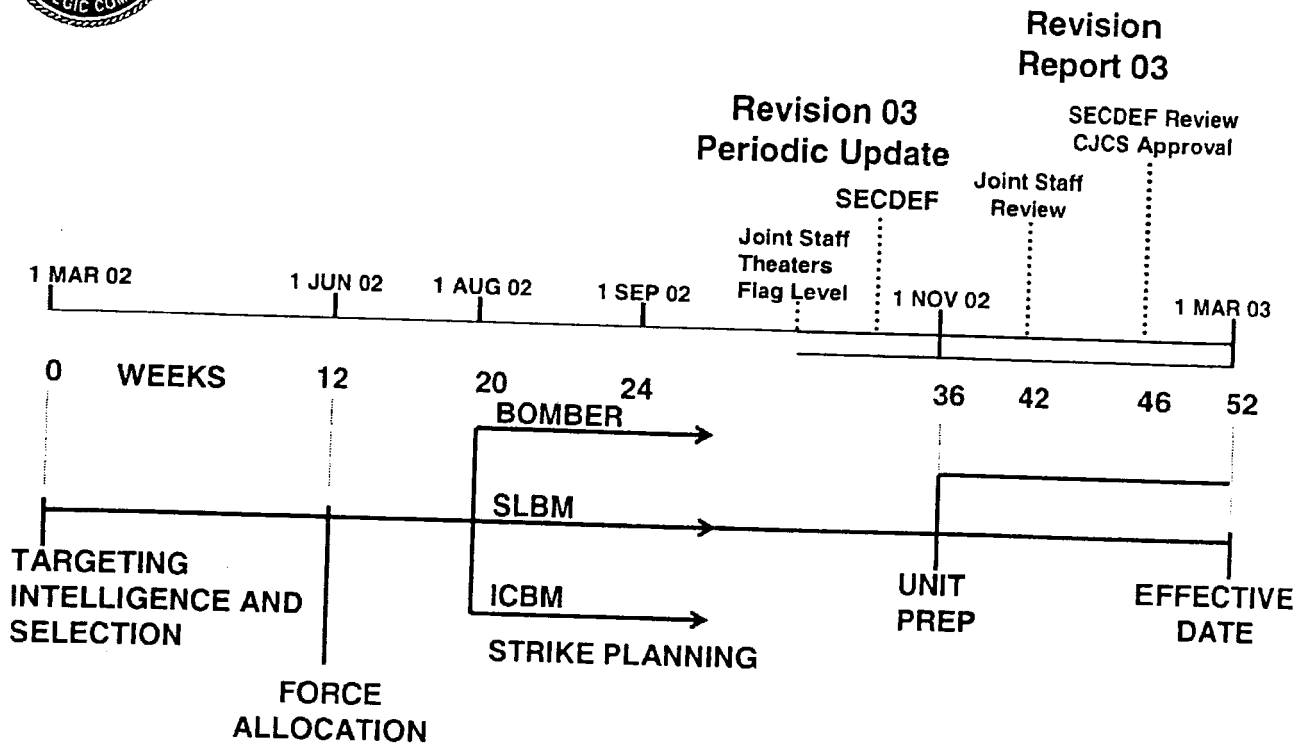 Revision
Report 03
Revision 03
Periodic Update
SECDEF Review
CJCS Approval
SECDEF
Joint Staff
Review
Joint Staff
Theaters
Flag Level
1 MAR 02
1 JUN 02
1 AUG 02
1 SEP 02
1 NOV 02
1 MAR 03
0 WEEKS 12 20 24 36 42 46 52
BOMBER
SLBM
ICBM
STRIKE PLANNING
TARGETING
INTELLIGENCE AND
SELECTION
FORCE
ALLOCATION
UNIT
PREP
EFFECTIVE
DATE